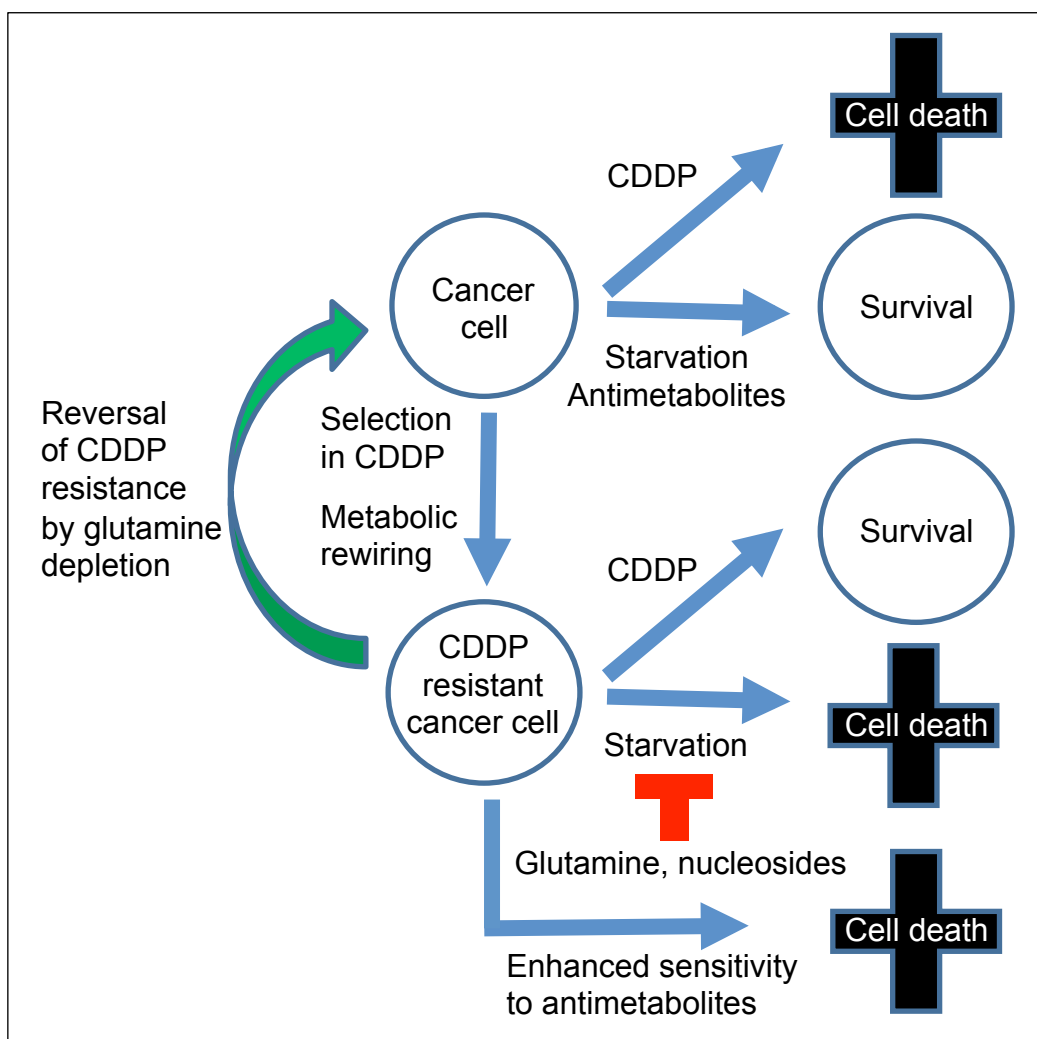 Cell death
CDDP
Cancer
cell
Survival
Starvation
Antimetabolites
Reversal
of CDDP
resistance
by glutamine
depletion
Selection
in CDDP
Metabolic
rewiring
CDDP
Survival
CDDP
resistant
cancer cell
Cell death
Starvation
Glutamine, nucleosides
Cell death
Enhanced sensitivity
to antimetabolites